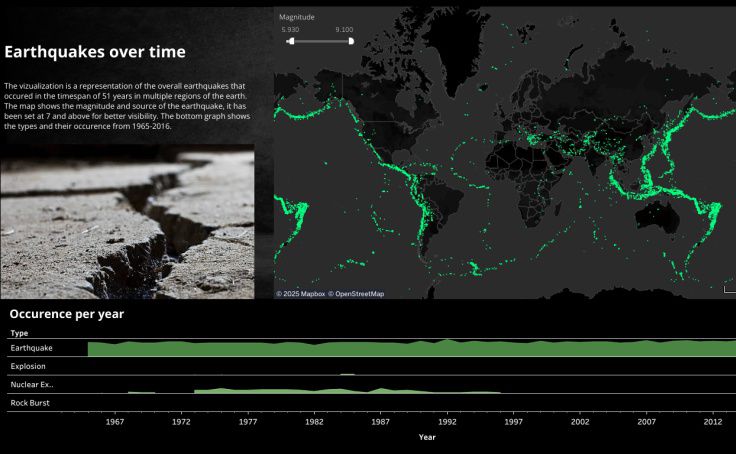 Magnitude
5.930 9.100
Earthquakes over time
The vizualization is a representation of the overall earthquakes that
occured in the timespan of 51 years in multiple regions of the earth.
The map shows the magnitude and source of the earthquake, it has
been set at 7 and above for better visibility. The bottom graph shows
the types and their occurence from 1965-2016.
© 2025 Mapbox © OpenStreetMap
Occurence per year
Type
Earthquake
Explosion
Nuclear Ex..
Rock Burst
1967 1972 1977 1982 1987 1992 1997 2002 2007 2012
Year